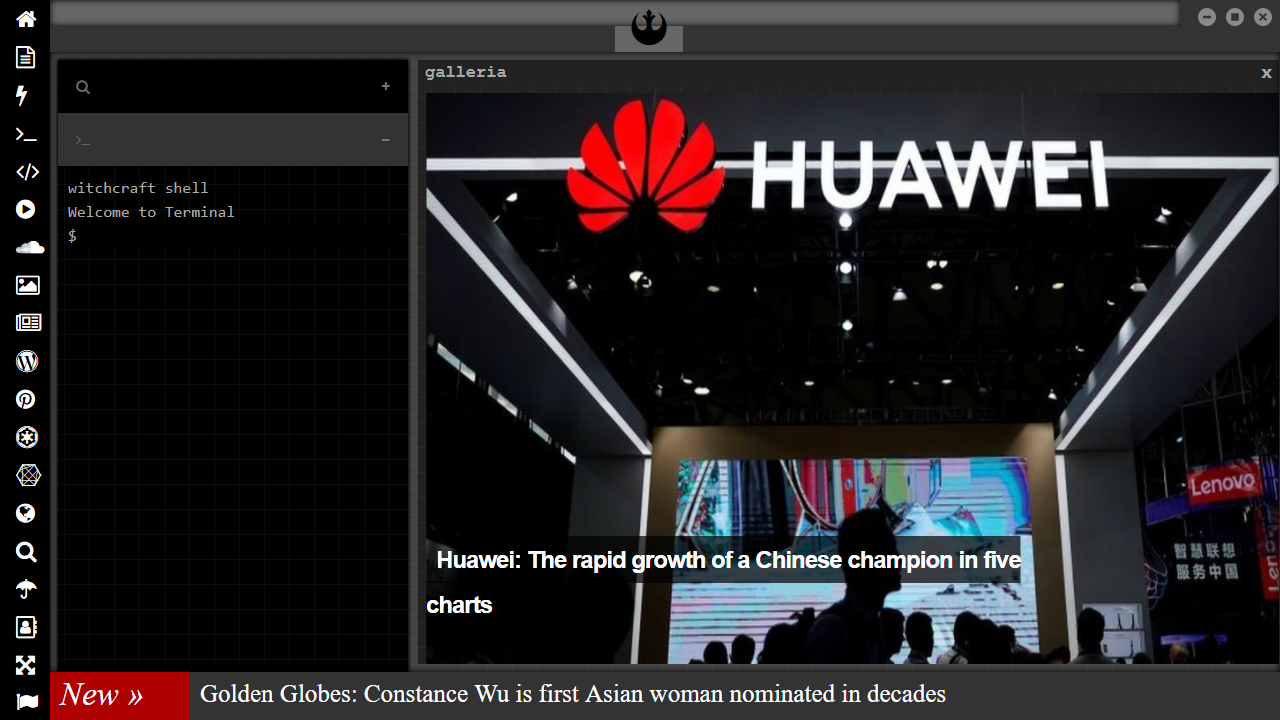 galleria
x
+
>_
−
witchcraft shell
Welcome to Terminal
$
HUAWEI
Lenovo
智慧联想
服务中国
Huawei: The rapid growth of a Chinese champion in five
charts
New »
Golden Globes: Constance Wu is first Asian woman nominated in decades